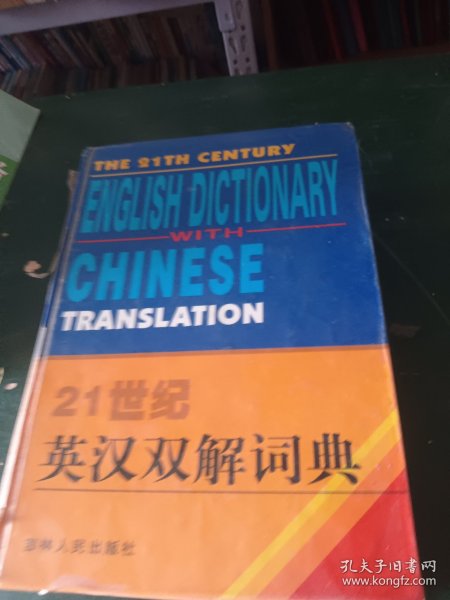 THE 21TH CENTURY
ENGLISH DICTIONARY
WITH
CHINESE
TRANSLATION
21世纪
英汉双解词典
吉林人民出版社
孔夫子旧书网
www.kongfz.com